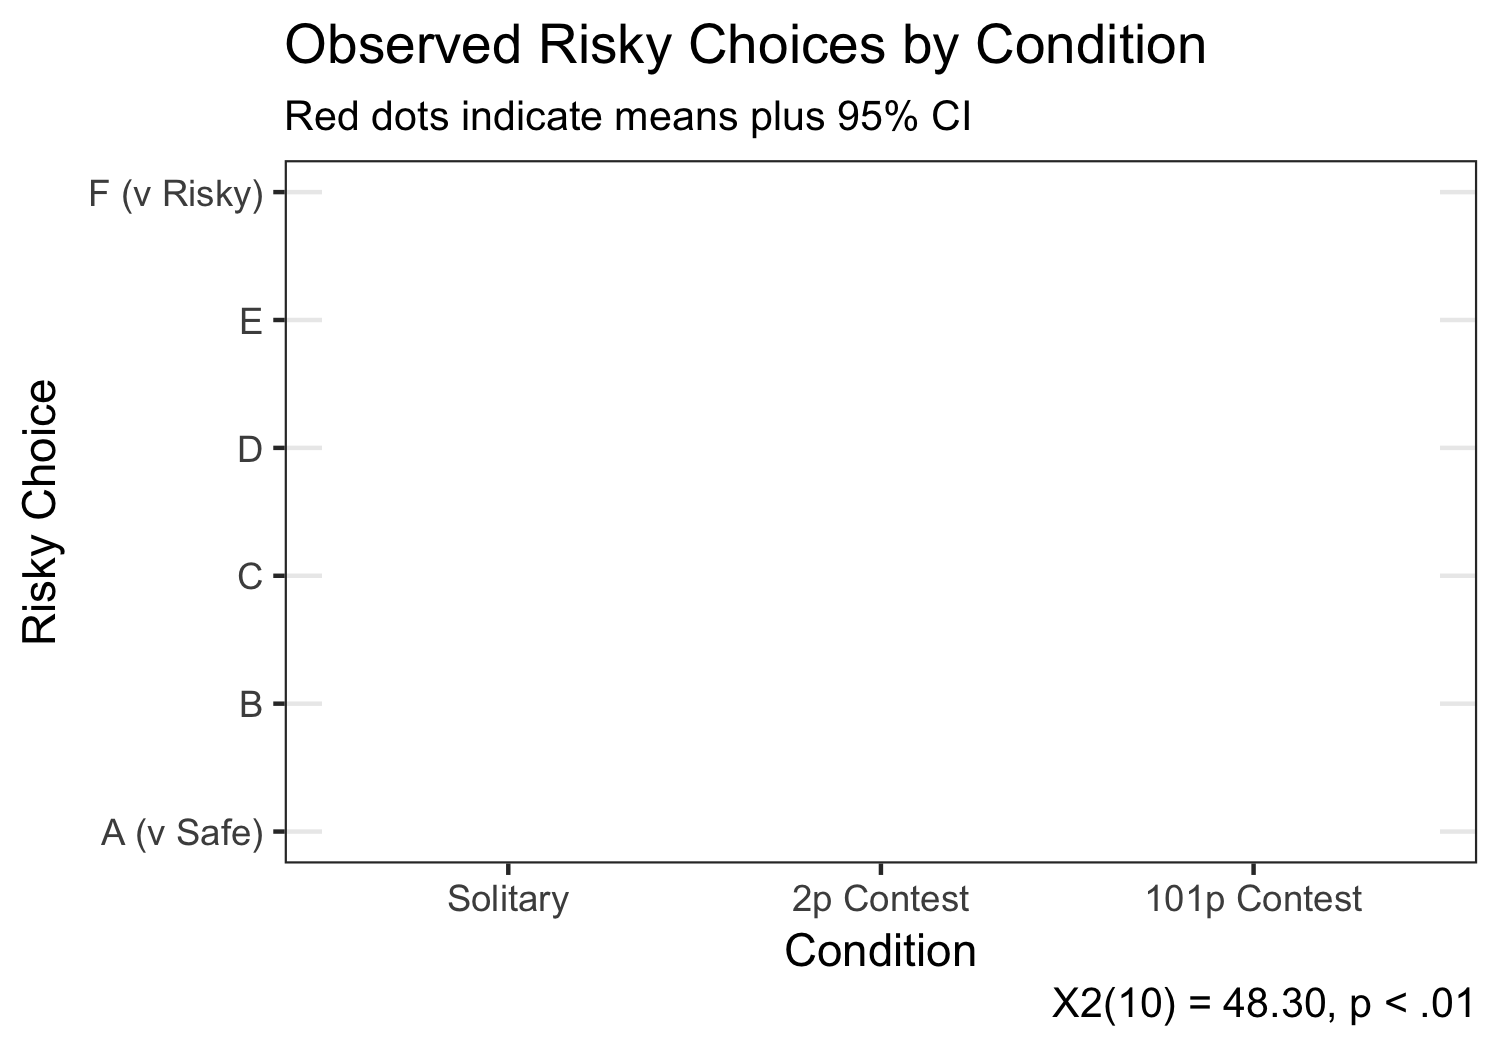 Observed Risky Choices by Condition
Red dots indicate means plus 95% CI
F (v Risky)
E
D
C
B
A (v Safe)
Risky Choice
Solitary
2p Contest
101p Contest
Condition
X2(10) = 48.30, p < .01